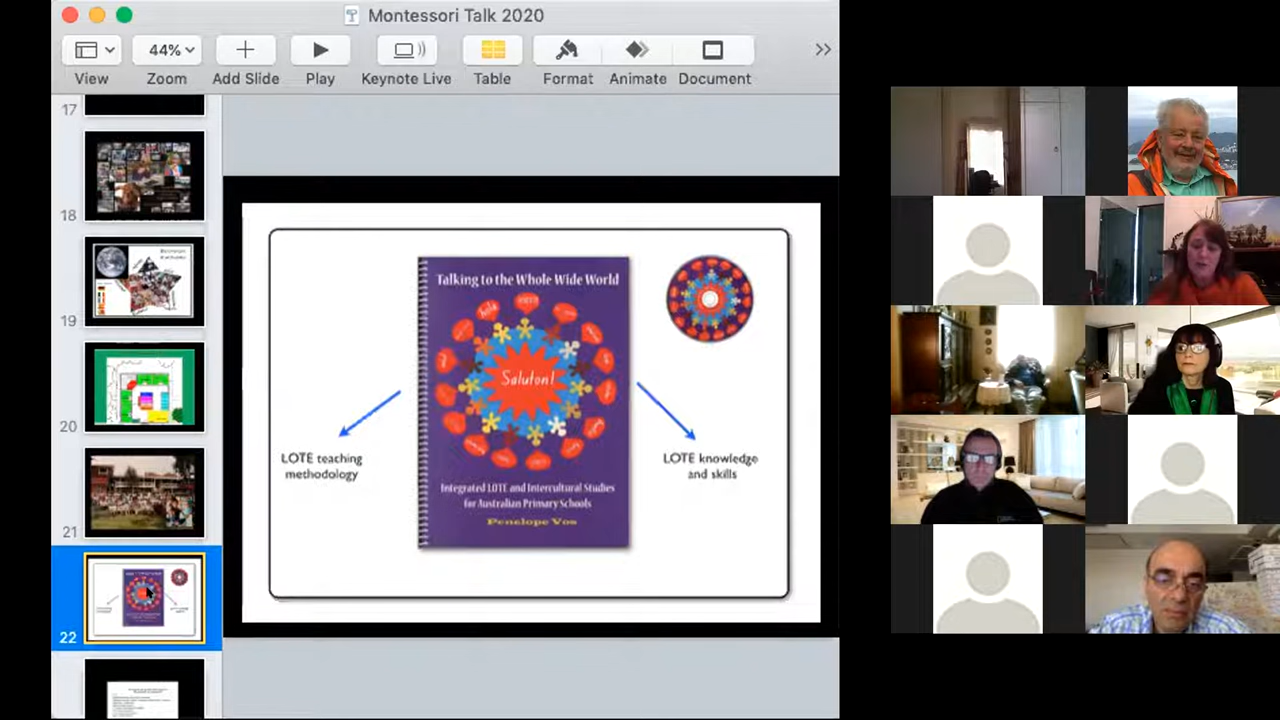 Montessori Talk 2020
44%
View
Zoom
Add Slide
Play
Keynote Live
Table
Format
Animate
Document
17
18
19
20
21
22
Talking to the Whole Wide World
Saluton!
LOTE teaching
methodology
LOTE knowledge
and skills
Integrated LOTE and Intercultural Studies
for Australian Primary Schools
Penelope Vos